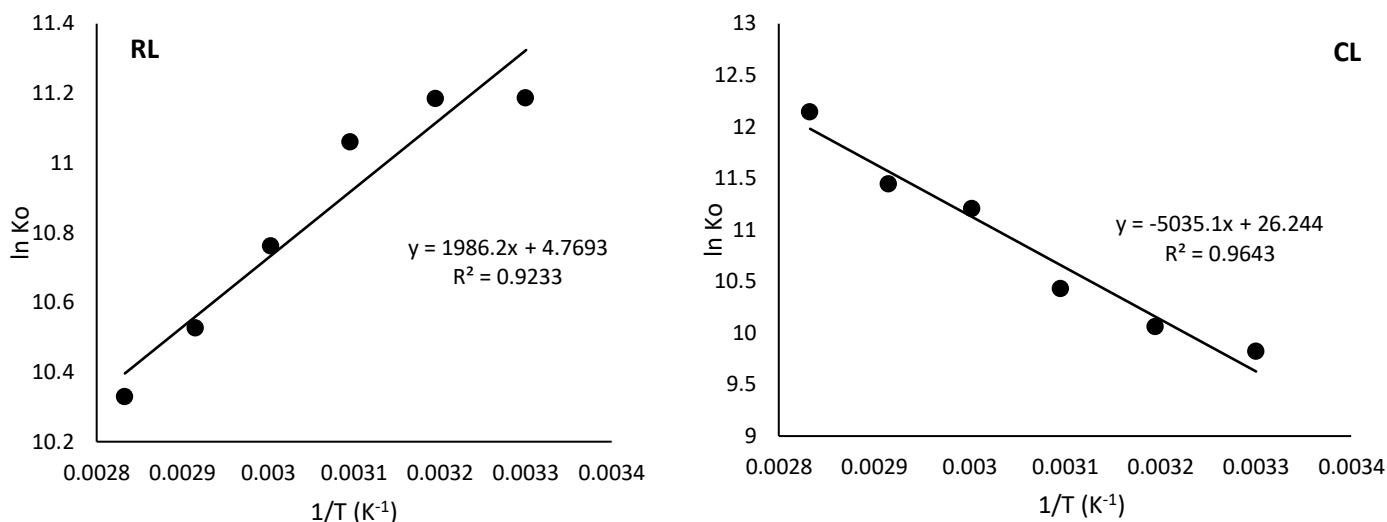 RL
ln Ko
11.4
11.2
11
10.8
10.6
10.4
10.2
y = 1986.2x + 4.7693
R² = 0.9233
0.0028 0.0029 0.003 0.0031 0.0032 0.0033 0.0034
1/T (K⁻¹)
CL
ln Ko
13
12.5
12
11.5
11
10.5
10
9.5
9
y = -5035.1x + 26.244
R² = 0.9643
0.0028 0.0029 0.003 0.0031 0.0032 0.0033 0.0034
1/T (K⁻¹)